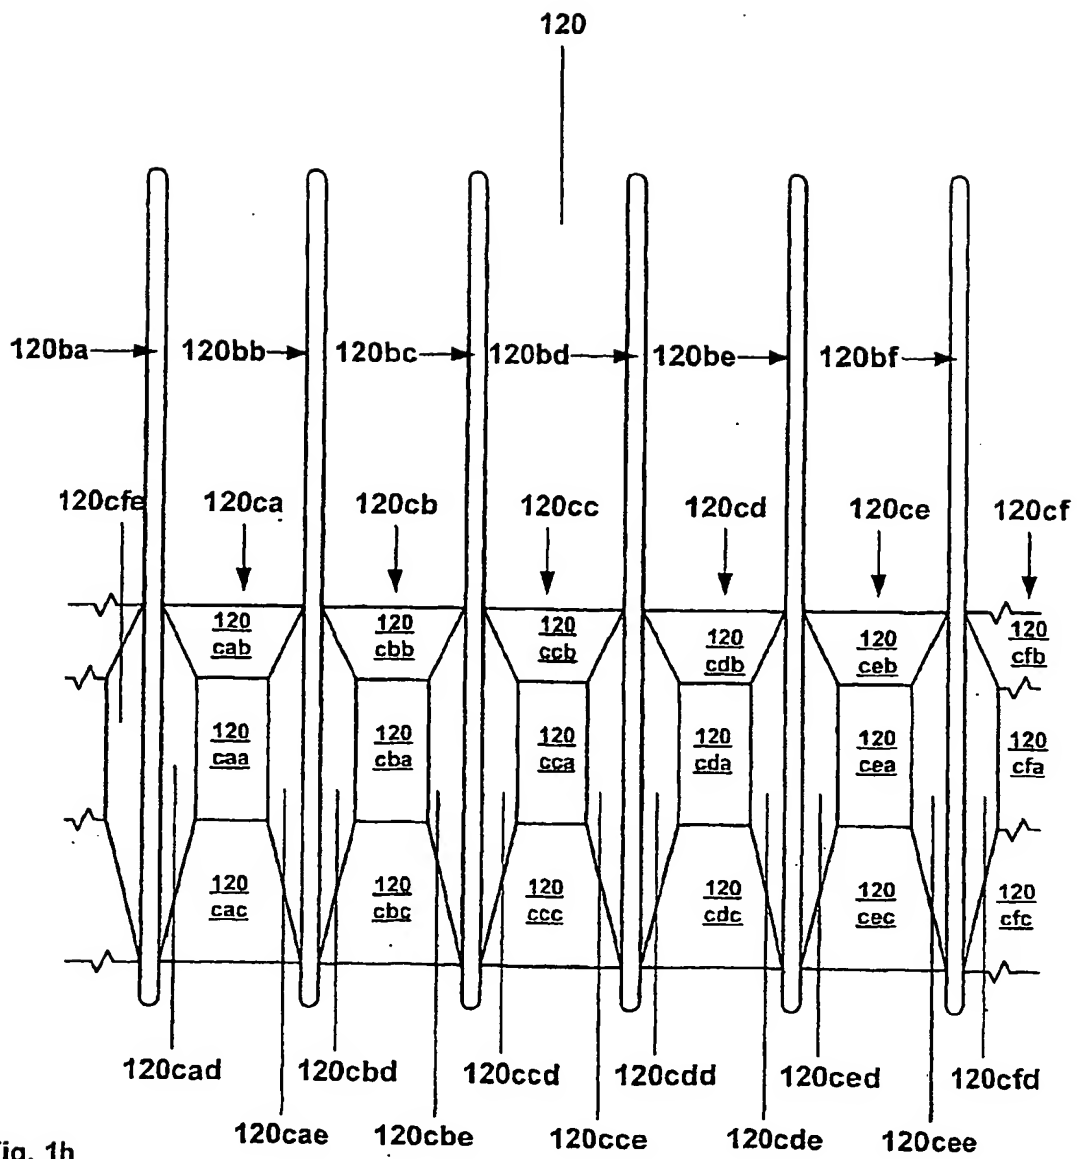 120
120ba 120bb 120bc 120bd 120be 120bf
120cfe 120ca 120cb 120cc 120cd 120ce 120cf
120 120 120 120 120 120
cab cbb ccb cdb ceb cfb
120 120 120 120 120 120
caa cba cca cda cea cfa
120 120 120 120 120 120
cac cbc ccc cdc cec cfc
120cad 120cbd 120ccd 120cdd 120ced 120cfd
120cae 120cbe 120cce 120cde 120cee
ig. 1h